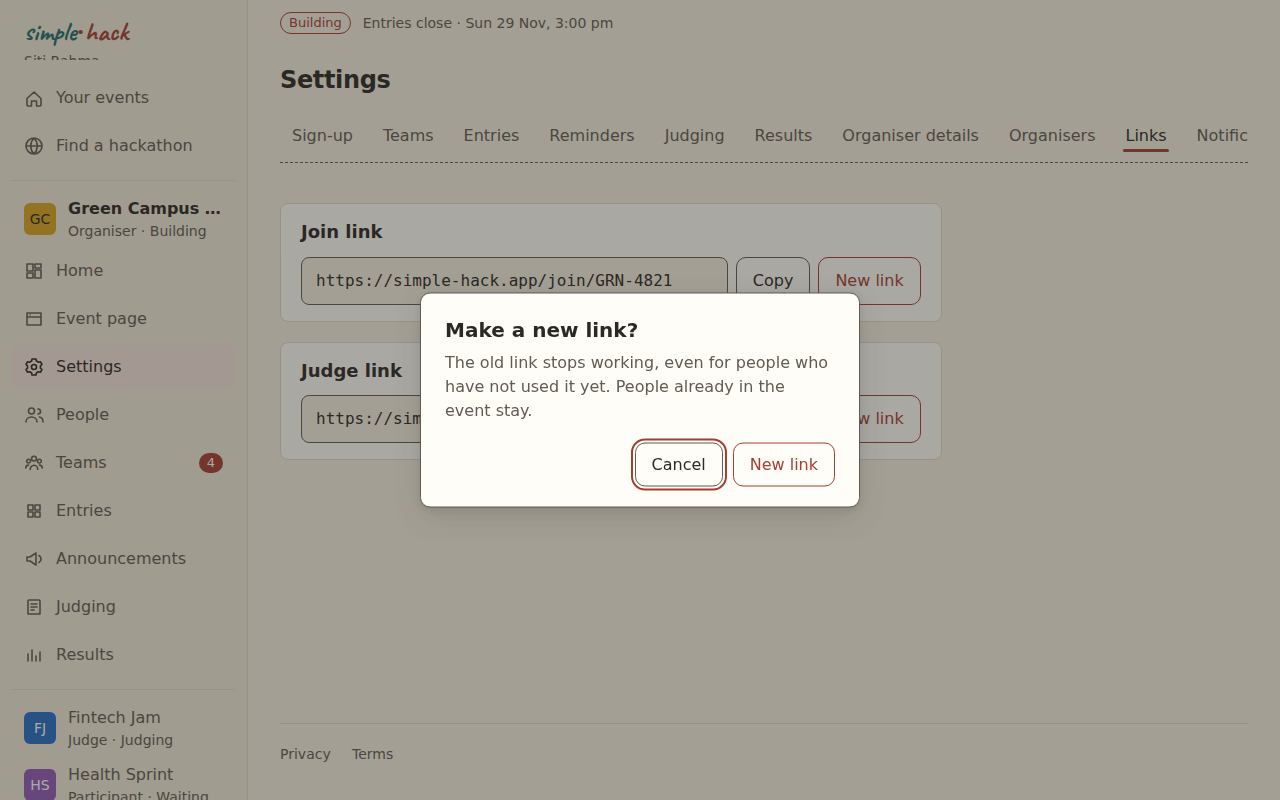 simple·hack
Siti Rahma
Your events
Find a hackathon
GC
Green Campus …
Organiser · Building
Home
Event page
Settings
People
Teams
4
Entries
Announcements
Judging
Results
FJ
Fintech Jam
Judge · Judging
HS
Health Sprint
Participant · Waiting
Building
Entries close · Sun 29 Nov, 3:00 pm
Settings
Sign-up
Teams
Entries
Reminders
Judging
Results
Organiser details
Organisers
Links
Notific
Join link
https://simple-hack.app/join/GRN-4821
Copy
New link
Judge link
https://sim
w link
Make a new link?
The old link stops working, even for people who
have not used it yet. People already in the
event stay.
Cancel
New link
Privacy
Terms